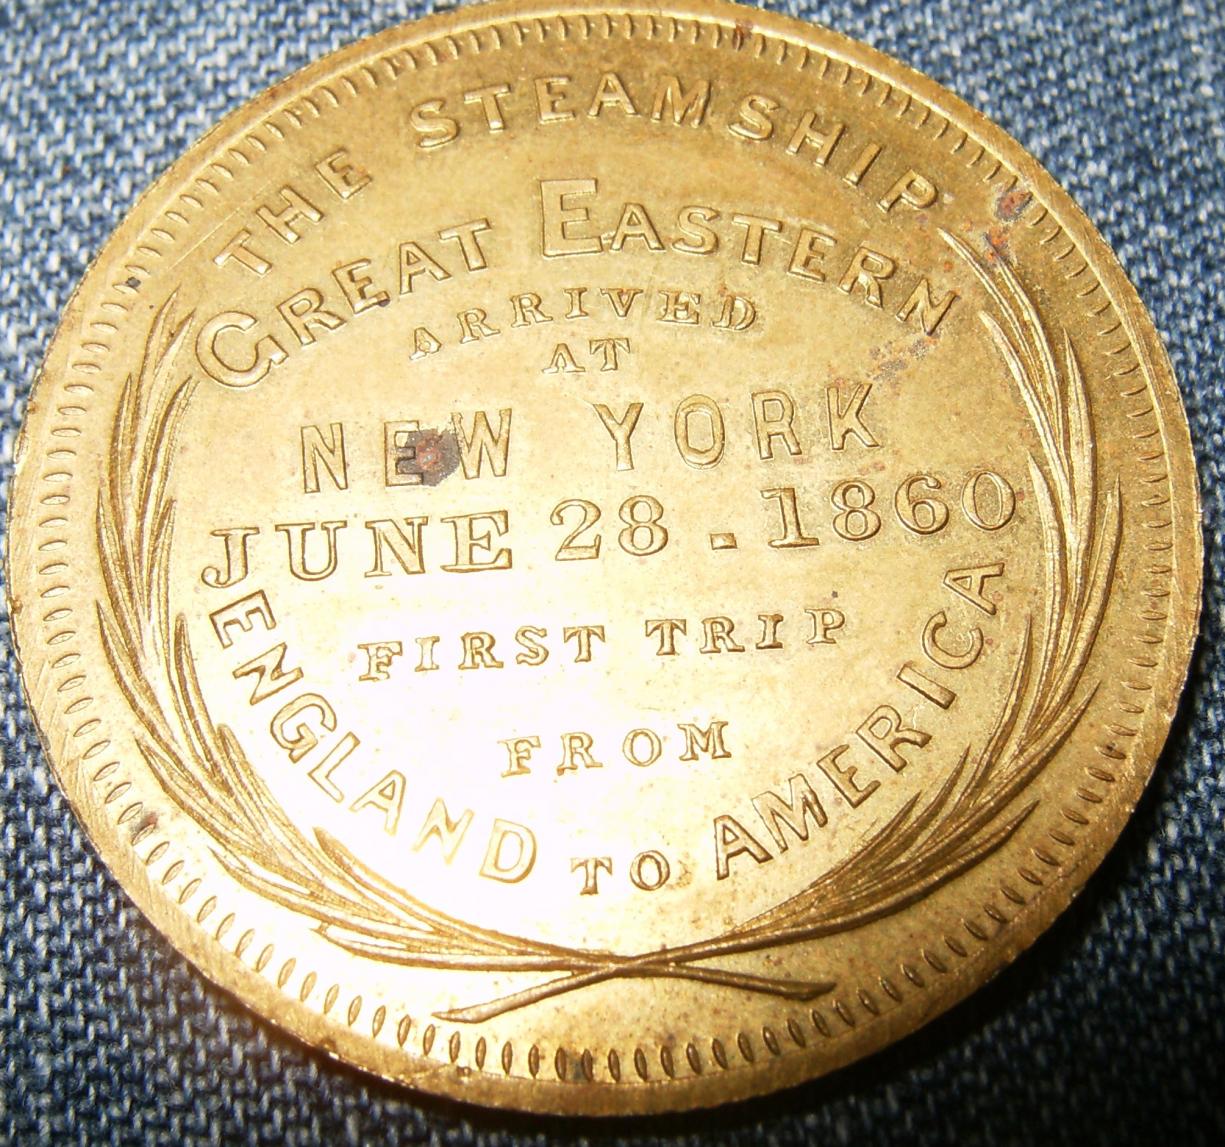 THE STEAMSHIP
GREAT EASTERN
ARRIVED
AT
NEW YORK
JUNE 28 . 1860
FIRST TRIP
FROM
ENGLAND TO AMERICA